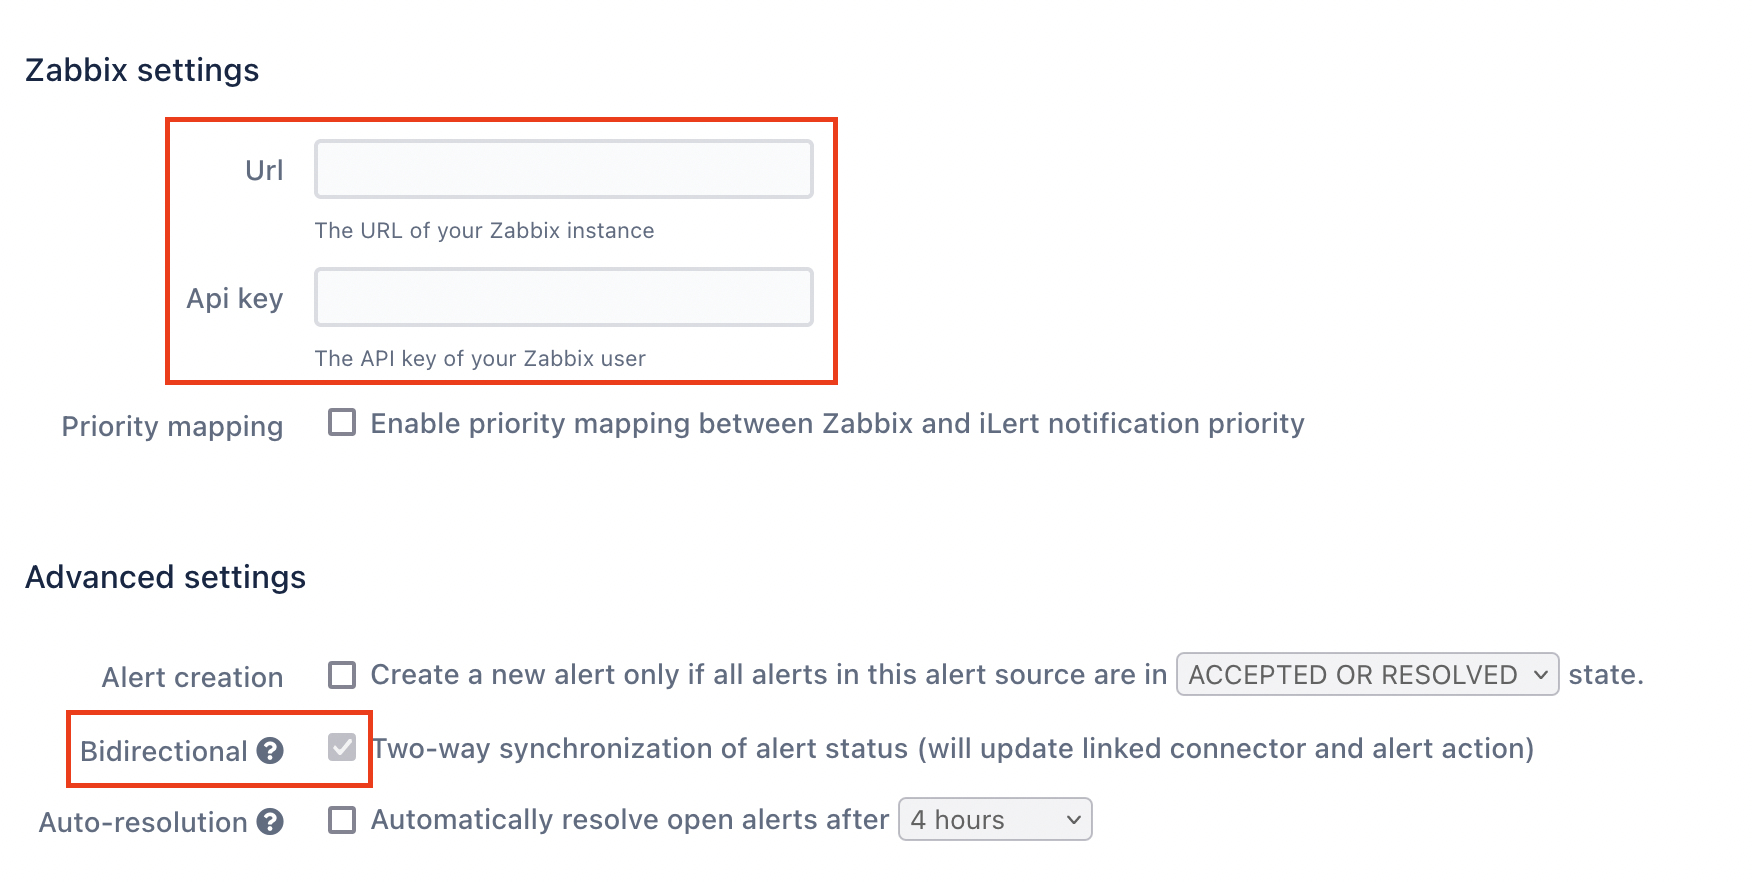 Zabbix settings
Url
The URL of your Zabbix instance
Api key
The API key of your Zabbix user
Priority mapping Enable priority mapping between Zabbix and iLert notification priority
Advanced settings
Alert creation Create a new alert only if all alerts in this alert source are in ACCEPTED OR RESOLVED state.
Bidirectional ? Two-way synchronization of alert status (will update linked connector and alert action)
Auto-resolution ? Automatically resolve open alerts after 4 hours